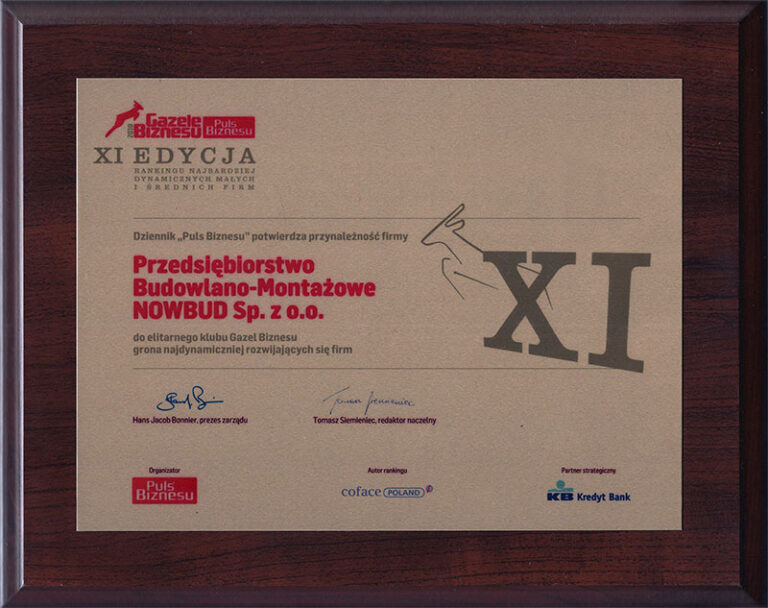 2010 Gazele Biznesu Puls Biznesu
XI EDYCJA
RANKINGU NAJBARDZIEJ
DYNAMICZNYCH MAŁYCH
I ŚREDNICH FIRM
Dziennik „Puls Biznesu” potwierdza przynależność firmy
Przedsiębiorstwo
Budowlano-Montażowe
NOWBUD Sp. z o.o.
XI
do elitarnego klubu Gazel Biznesu
grona najdynamiczniej rozwijających się firm
Hans Jacob Bonnier, prezes zarządu
Tomasz Siemieniec, redaktor naczelny
Organizator
Autor rankingu
Partner strategiczny
Puls Biznesu
coface POLAND
KB Kredyt Bank